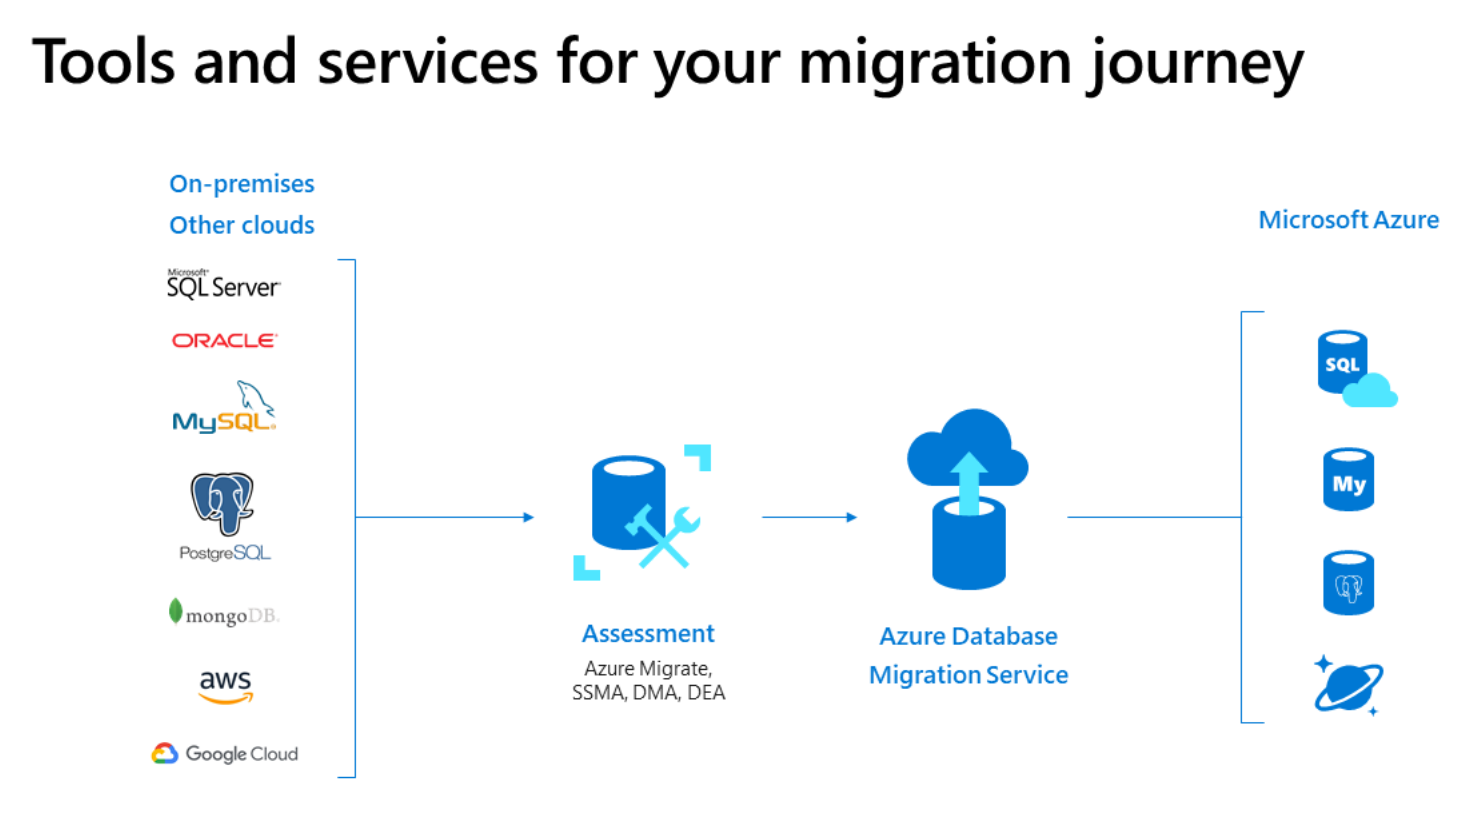 Tools and services for your migration journey
On-premises
Other clouds
Microsoft®
SQL Server
ORACLE
MySQL
PostgreSQL
mongoDB
aws
Google Cloud
Assessment
Azure Migrate,
SSMA, DMA, DEA
Azure Database
Migration Service
Microsoft Azure
SQL
My